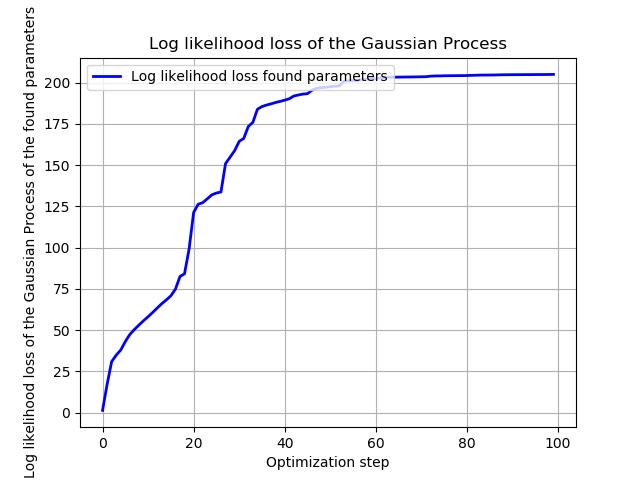 Log likelihood loss of the Gaussian Process
Log likelihood loss found parameters
Log likelihood loss of the Gaussian Process of the found parameters
200
175
150
125
100
75
50
25
0
0 20 40 60 80 100
Optimization step